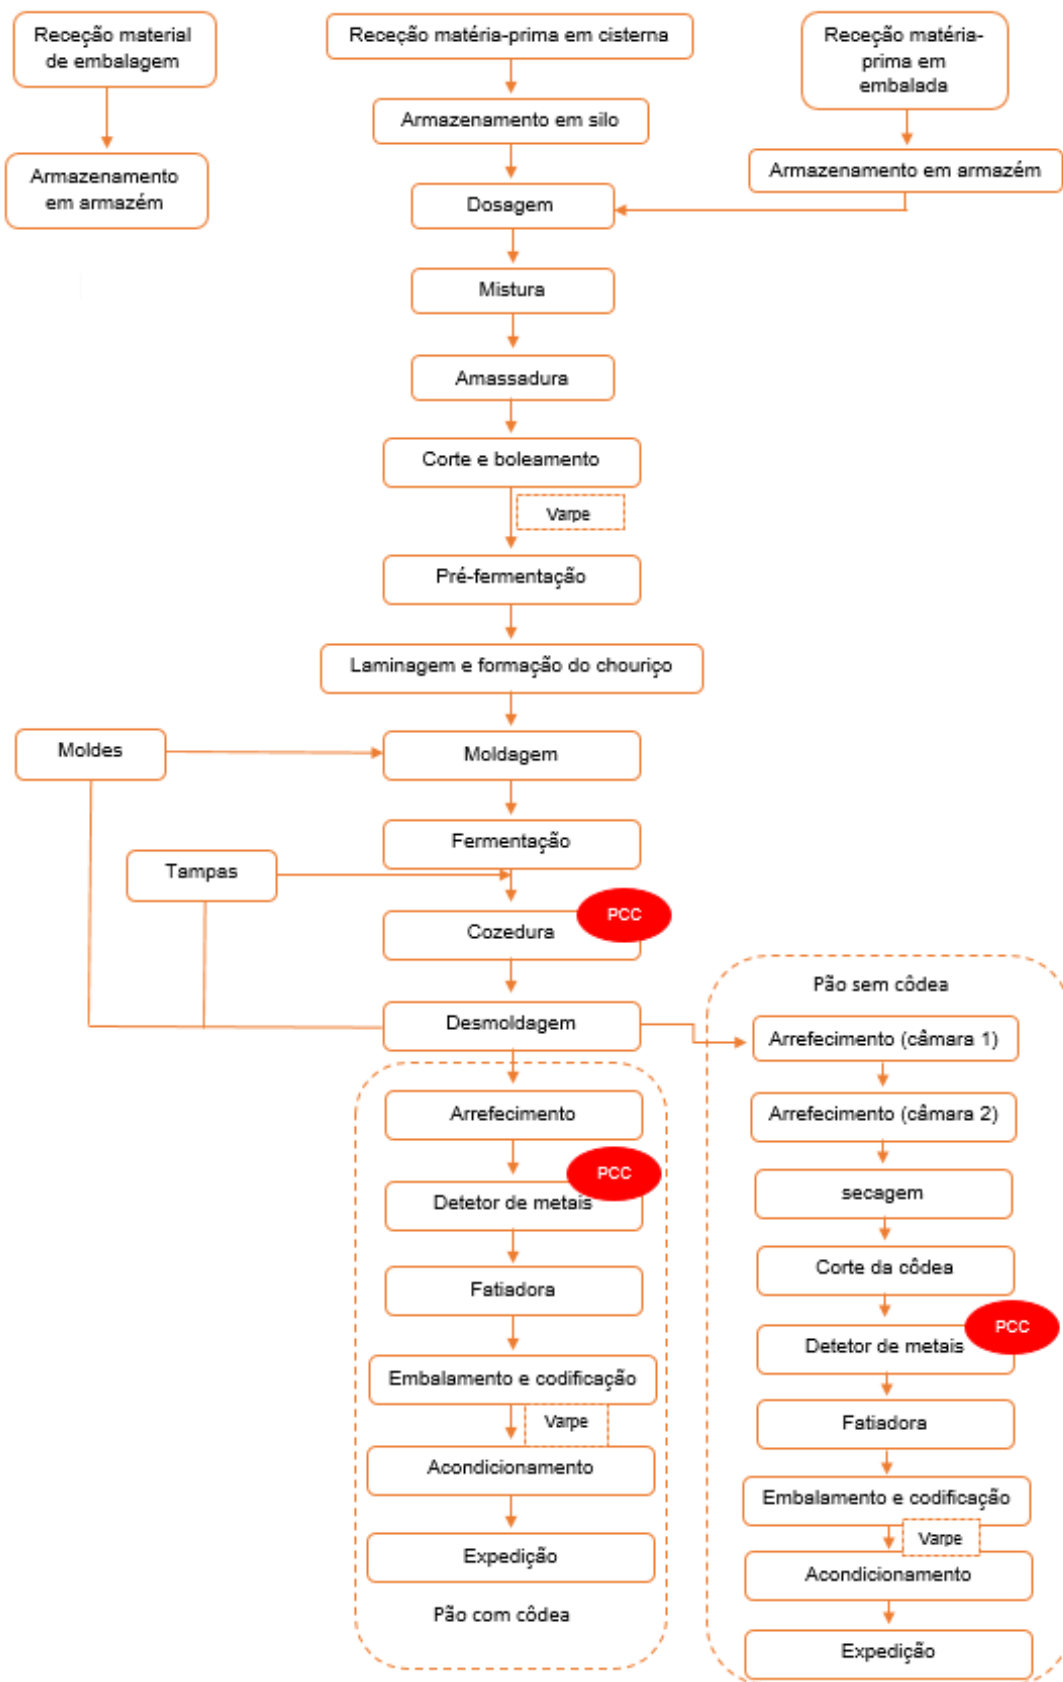 Receção material
de embalagem
Armazenamento
em armazém
Receção matéria-prima em cisterna
Armazenamento em silo
Receção matéria-
prima em
embalada
Armazenamento em armazém
Dosagem
Mistura
Amassadura
Corte e boleamento
Varpe
Pré-fermentação
Laminagem e formação do chouriço
Moldes
Moldagem
Fermentação
Tampas
PCC
Cozedura
Desmoldagem
Arrefecimento
PCC
Detetor de metais
Fatiadora
Embalamento e codificação
Varpe
Acondicionamento
Expedição
Pão com côdea
Pão sem côdea
Arrefecimento (câmara 1)
Arrefecimento (câmara 2)
secagem
Corte da côdea
PCC
Detetor de metais
Fatiadora
Embalamento e codificação
Varpe
Acondicionamento
Expedição